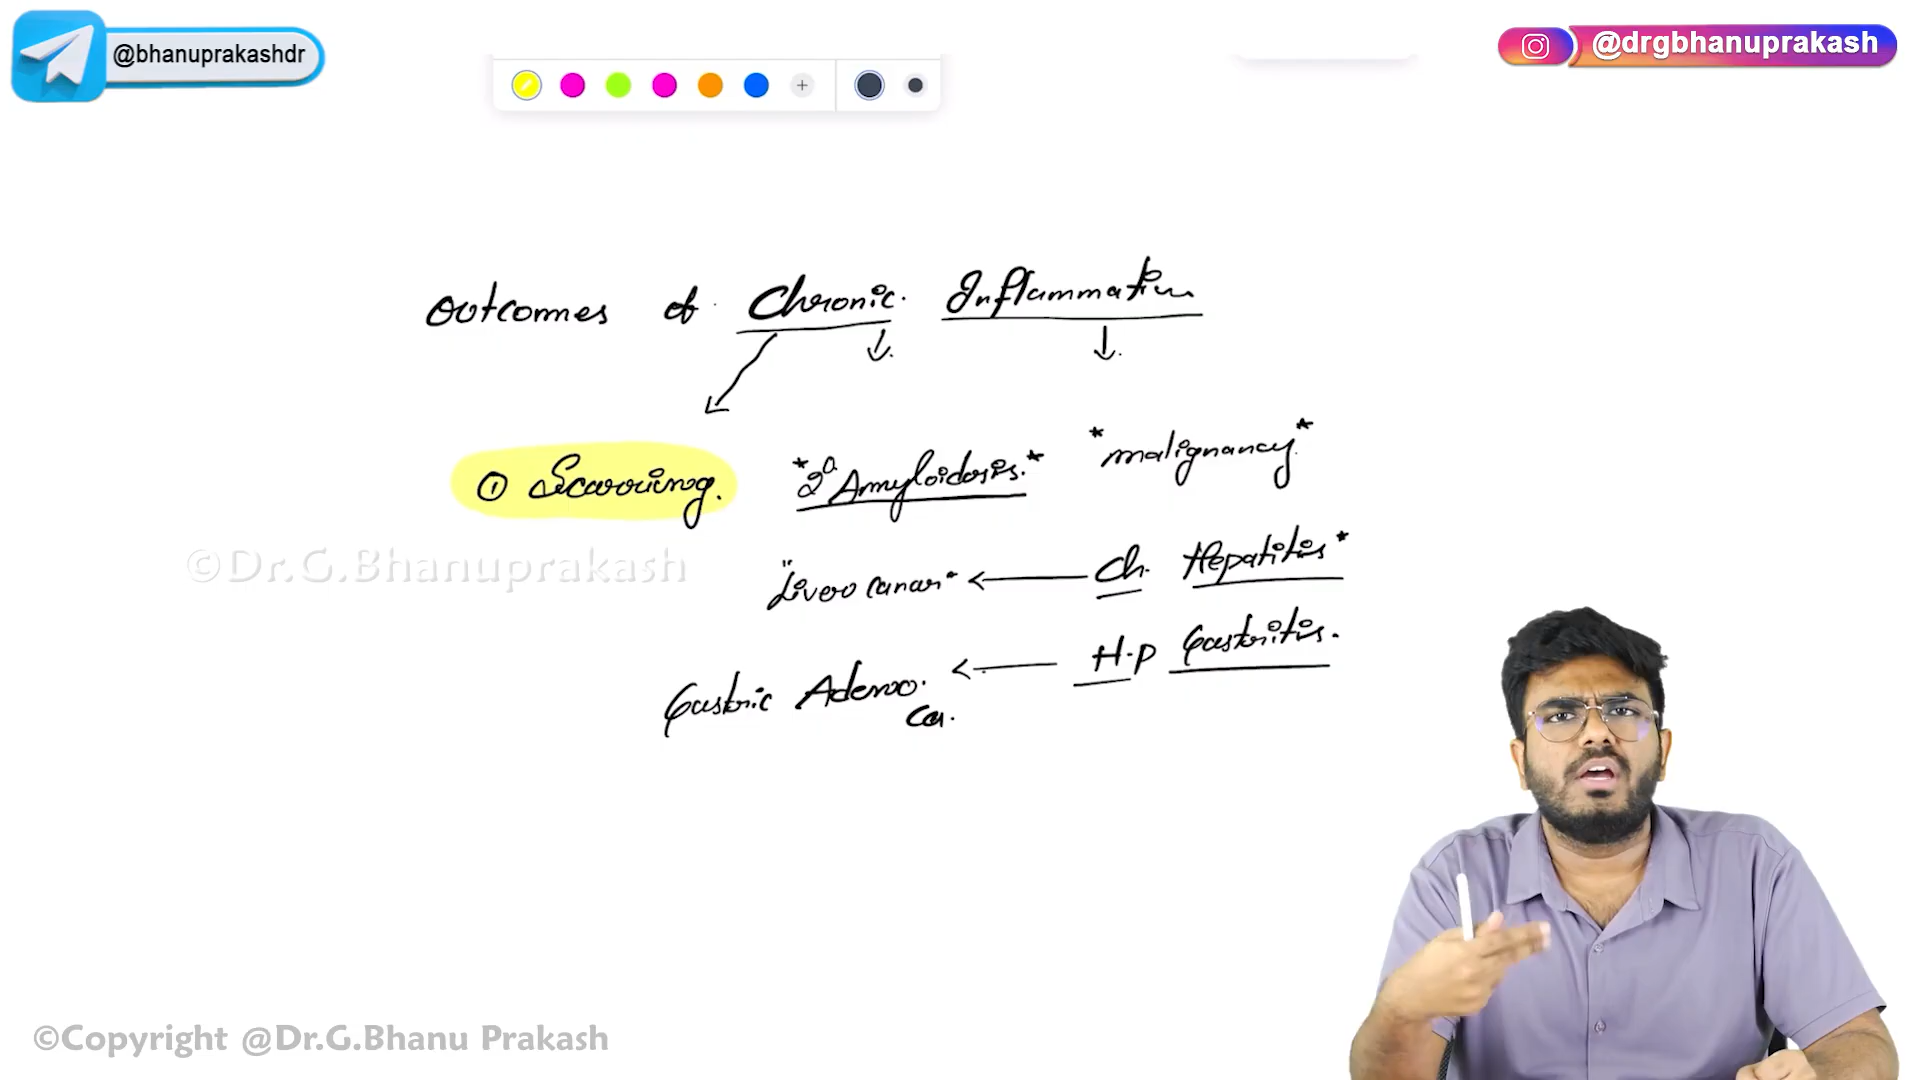 @bhanuprakashdr
@drgbhanuprakash
Outcomes of Chronic. Inflammation
① Scarring. *2° Amyloidosis.* *malignancy*
©Dr.G.Bhanuprakash
"Liver cancer" ← Ch. Hepatitis*
Gastric Adeno. ← H.P Gastritis.
Ca.
©Copyright @Dr.G.Bhanu Prakash